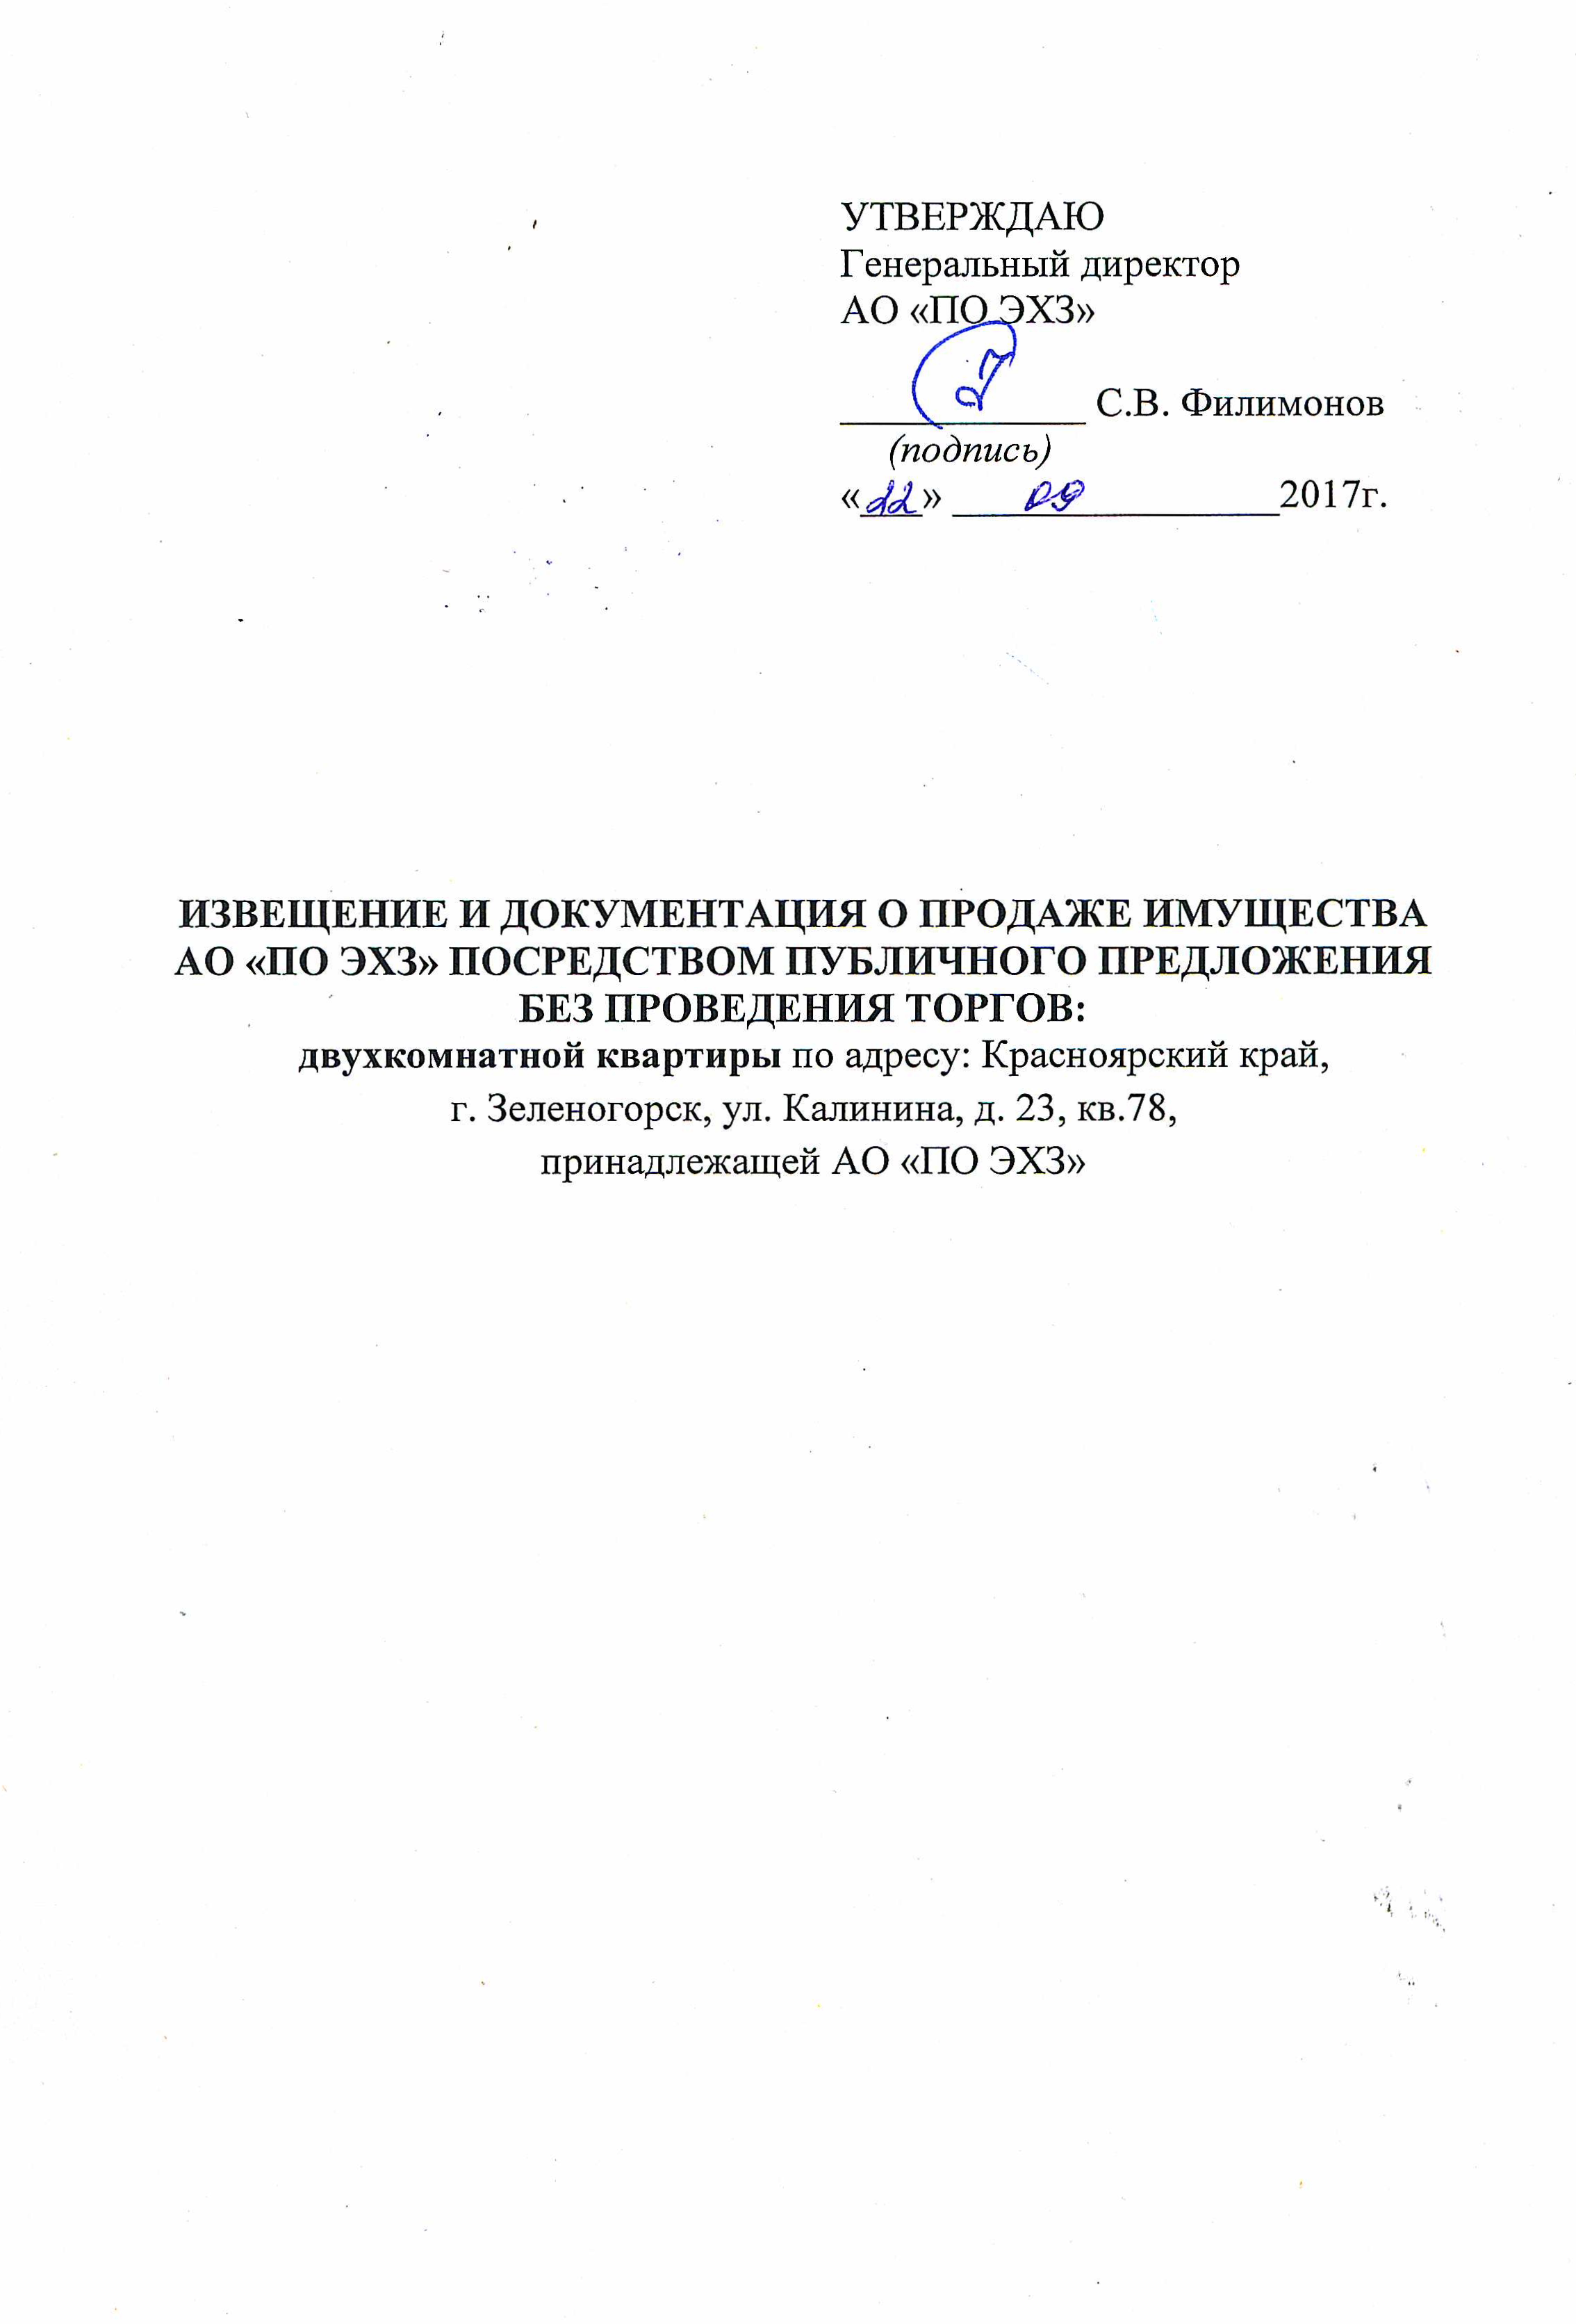 УТВЕРЖДАЮ
Генеральный директор
АО «ПО ЭХЗ»
______________ С.В. Филимонов
(подпись)
«22» 09 2017г.
ИЗВЕЩЕНИЕ И ДОКУМЕНТАЦИЯ О ПРОДАЖЕ ИМУЩЕСТВА
АО «ПО ЭХЗ» ПОСРЕДСТВОМ ПУБЛИЧНОГО ПРЕДЛОЖЕНИЯ
БЕЗ ПРОВЕДЕНИЯ ТОРГОВ:
двухкомнатной квартиры по адресу: Красноярский край,
г. Зеленогорск, ул. Калинина, д. 23, кв.78,
принадлежащей АО «ПО ЭХЗ»